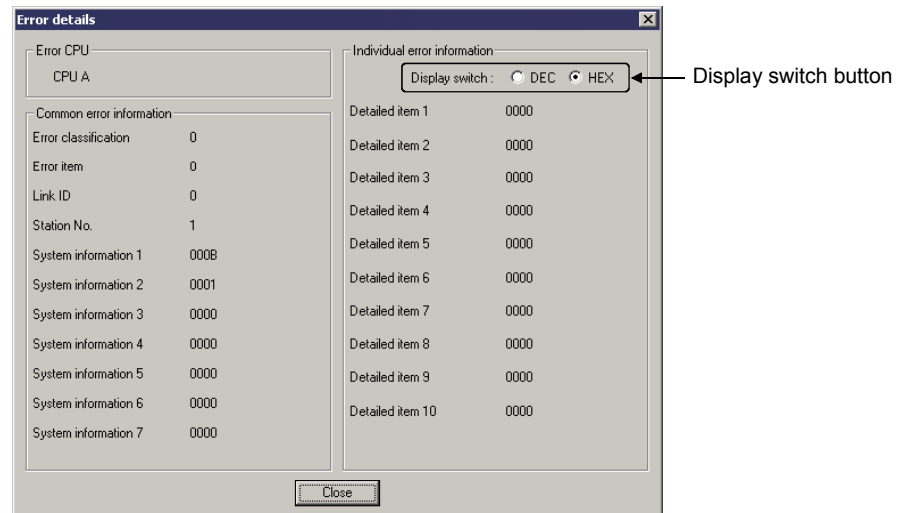 Error details
Error CPU
CPU A
Common error information
Error classification 0
Error item 0
Link ID 0
Station No. 1
System information 1 000B
System information 2 0001
System information 3 0000
System information 4 0000
System information 5 0000
System information 6 0000
System information 7 0000
Individual error information
Display switch : DEC HEX
Detailed item 1 0000
Detailed item 2 0000
Detailed item 3 0000
Detailed item 4 0000
Detailed item 5 0000
Detailed item 6 0000
Detailed item 7 0000
Detailed item 8 0000
Detailed item 9 0000
Detailed item 10 0000
Close
Display switch button